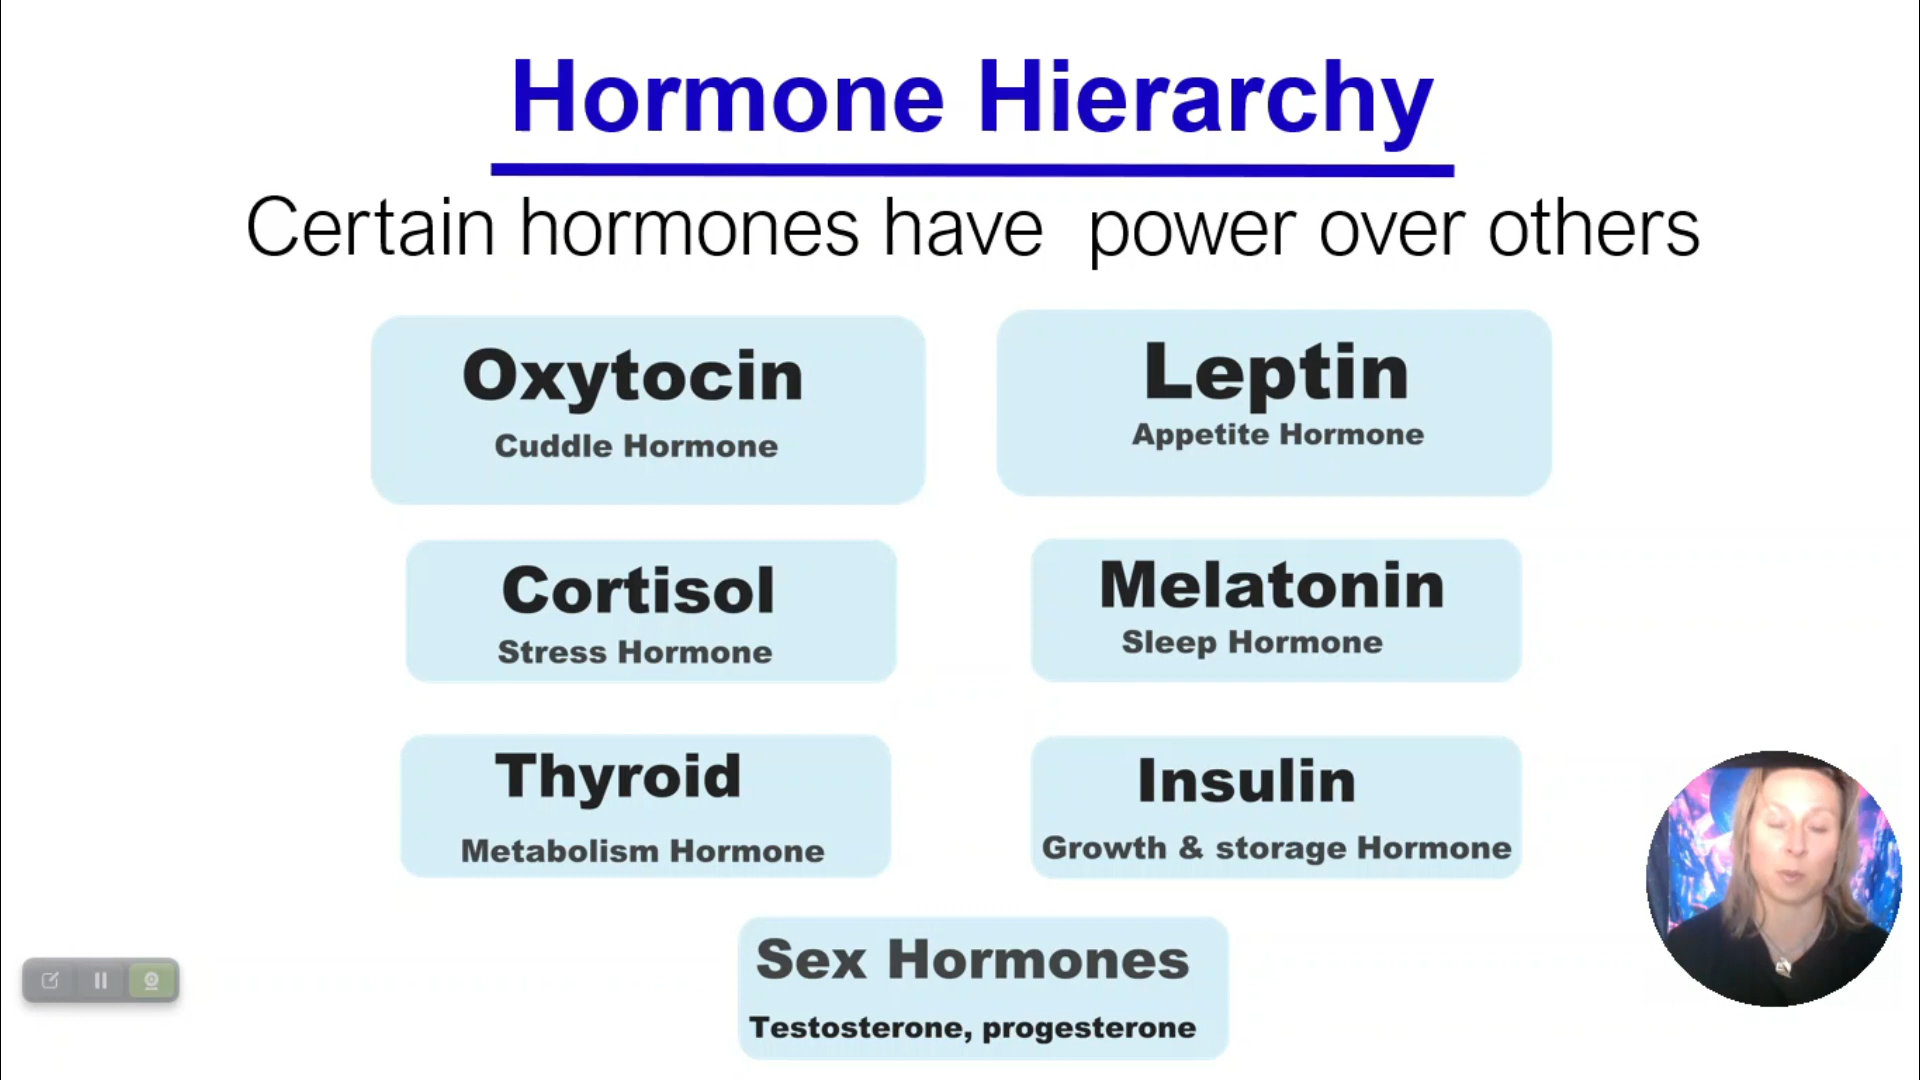 Hormone Hierarchy
Certain hormones have power over others
Oxytocin
Cuddle Hormone
Leptin
Appetite Hormone
Cortisol
Stress Hormone
Melatonin
Sleep Hormone
Thyroid
Metabolism Hormone
Insulin
Growth & storage Hormone
Sex Hormones
Testosterone, progesterone